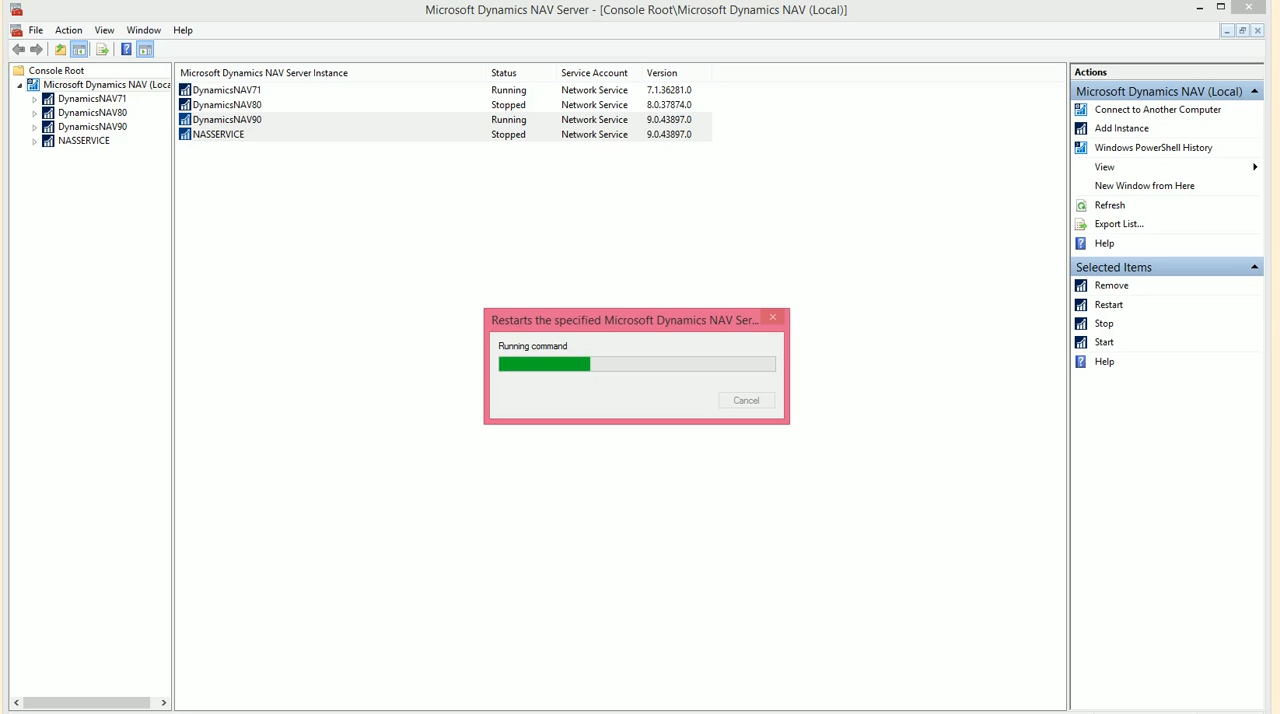 Microsoft Dynamics NAV Server - [Console Root\Microsoft Dynamics NAV (Local)]
File Action View Window Help
Console Root
Microsoft Dynamics NAV (Loca
DynamicsNAV71
DynamicsNAV80
DynamicsNAV90
NASSERVICE
Microsoft Dynamics NAV Server Instance Status Service Account Version
DynamicsNAV71 Running Network Service 7.1.36281.0
DynamicsNAV80 Stopped Network Service 8.0.37874.0
DynamicsNAV90 Running Network Service 9.0.43897.0
NASSERVICE Stopped Network Service 9.0.43897.0
Restarts the specified Microsoft Dynamics NAV Ser...
Running command
Cancel
Actions
Microsoft Dynamics NAV (Local)
Connect to Another Computer
Add Instance
Windows PowerShell History
View
New Window from Here
Refresh
Export List...
Help
Selected Items
Remove
Restart
Stop
Start
Help